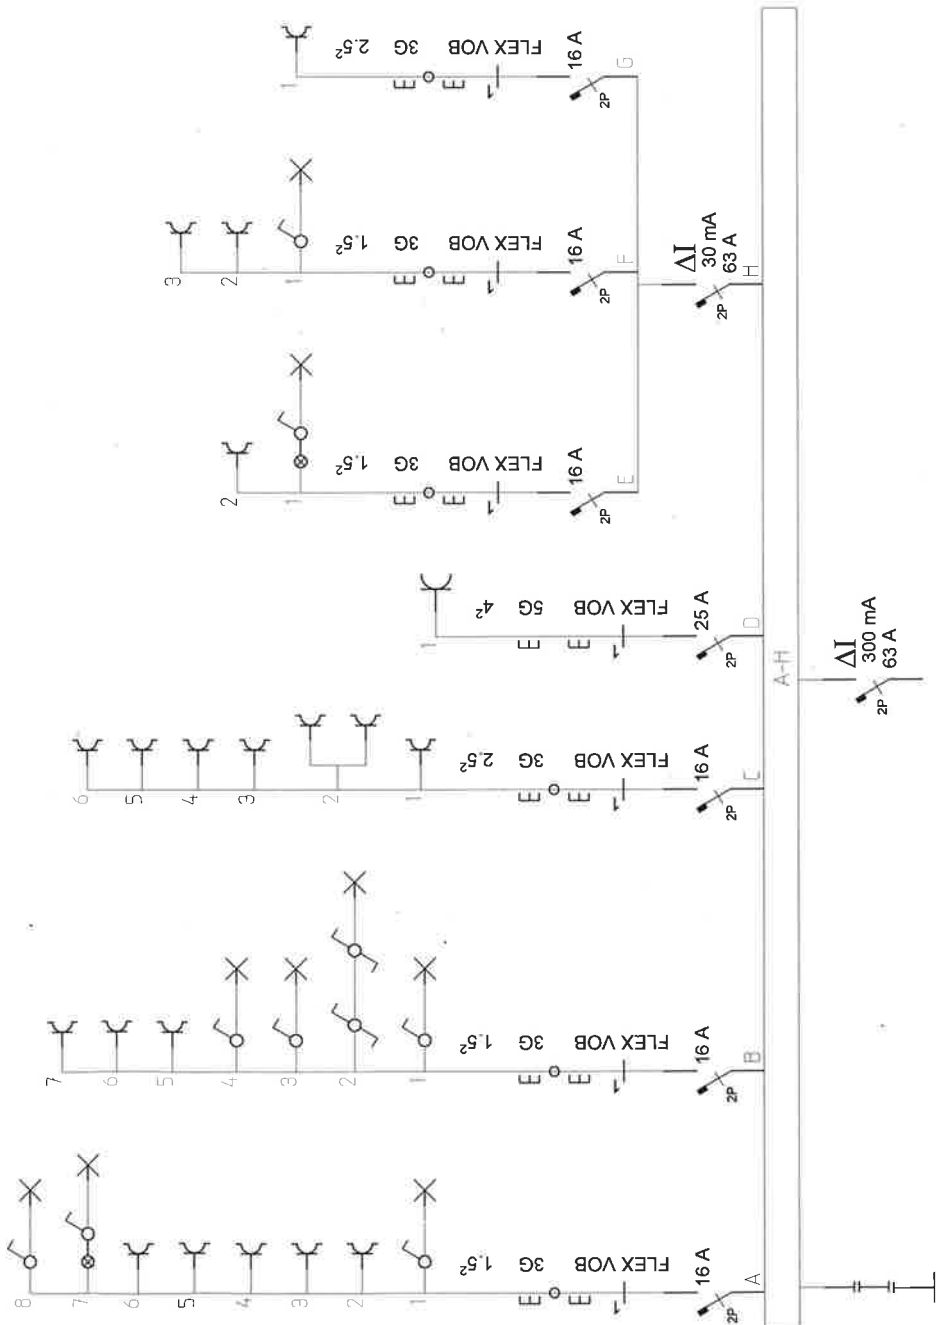 8
7
6
5
4
3
2
1
1.5²
3G
FLEX VOB
16 A
2P
A
7
6
5
4
3
2
1
1.5²
3G
FLEX VOB
16 A
2P
B
6
5
4
3
2
1
2.5²
3G
FLEX VOB
16 A
2P
C
1
4²
5G
FLEX VOB
25 A
2P
D
2
1
1.5²
3G
FLEX VOB
16 A
2P
E
3
2
1
1.5²
3G
FLEX VOB
16 A
2P
F
1
2.5²
3G
FLEX VOB
16 A
2P
G
ΔI
30 mA
63 A
2P
H
A-H
ΔI
300 mA
63 A
2P